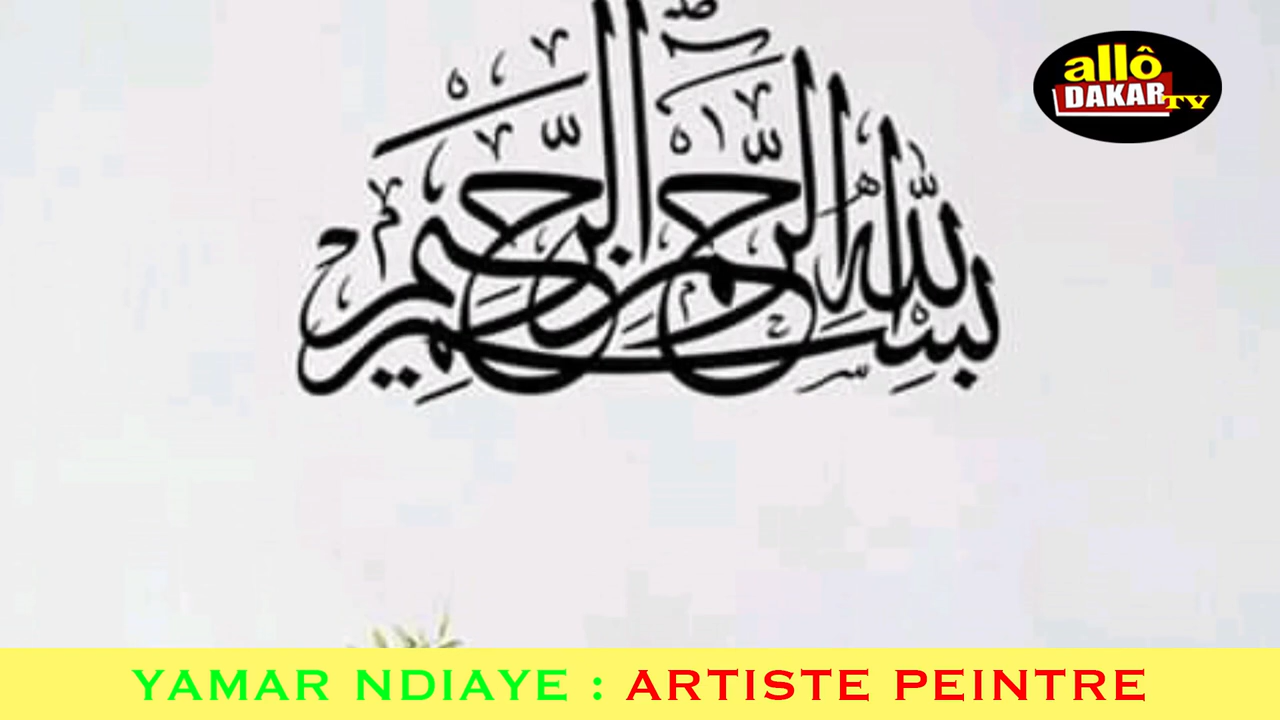 بسم الله الرحمن الرحيم
allô
DAKAR
TV
YAMAR NDIAYE : ARTISTE PEINTRE